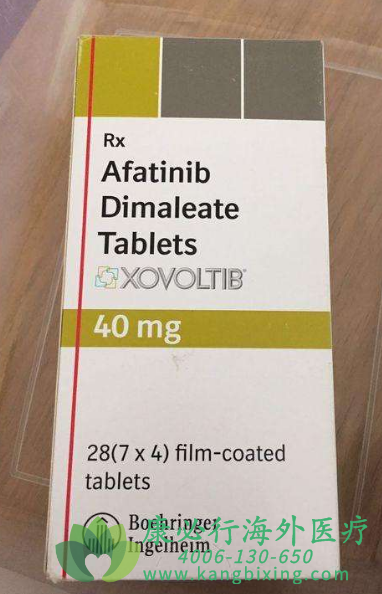 Rx
Afatinib
Dimaleate
Tablets
XOVOLTIB
40 mg
28(7 x 4) film-coated
tablets
Boehringer
Ingelheim
康必行海外医疗
4006-130-650
www.kangbixing.com